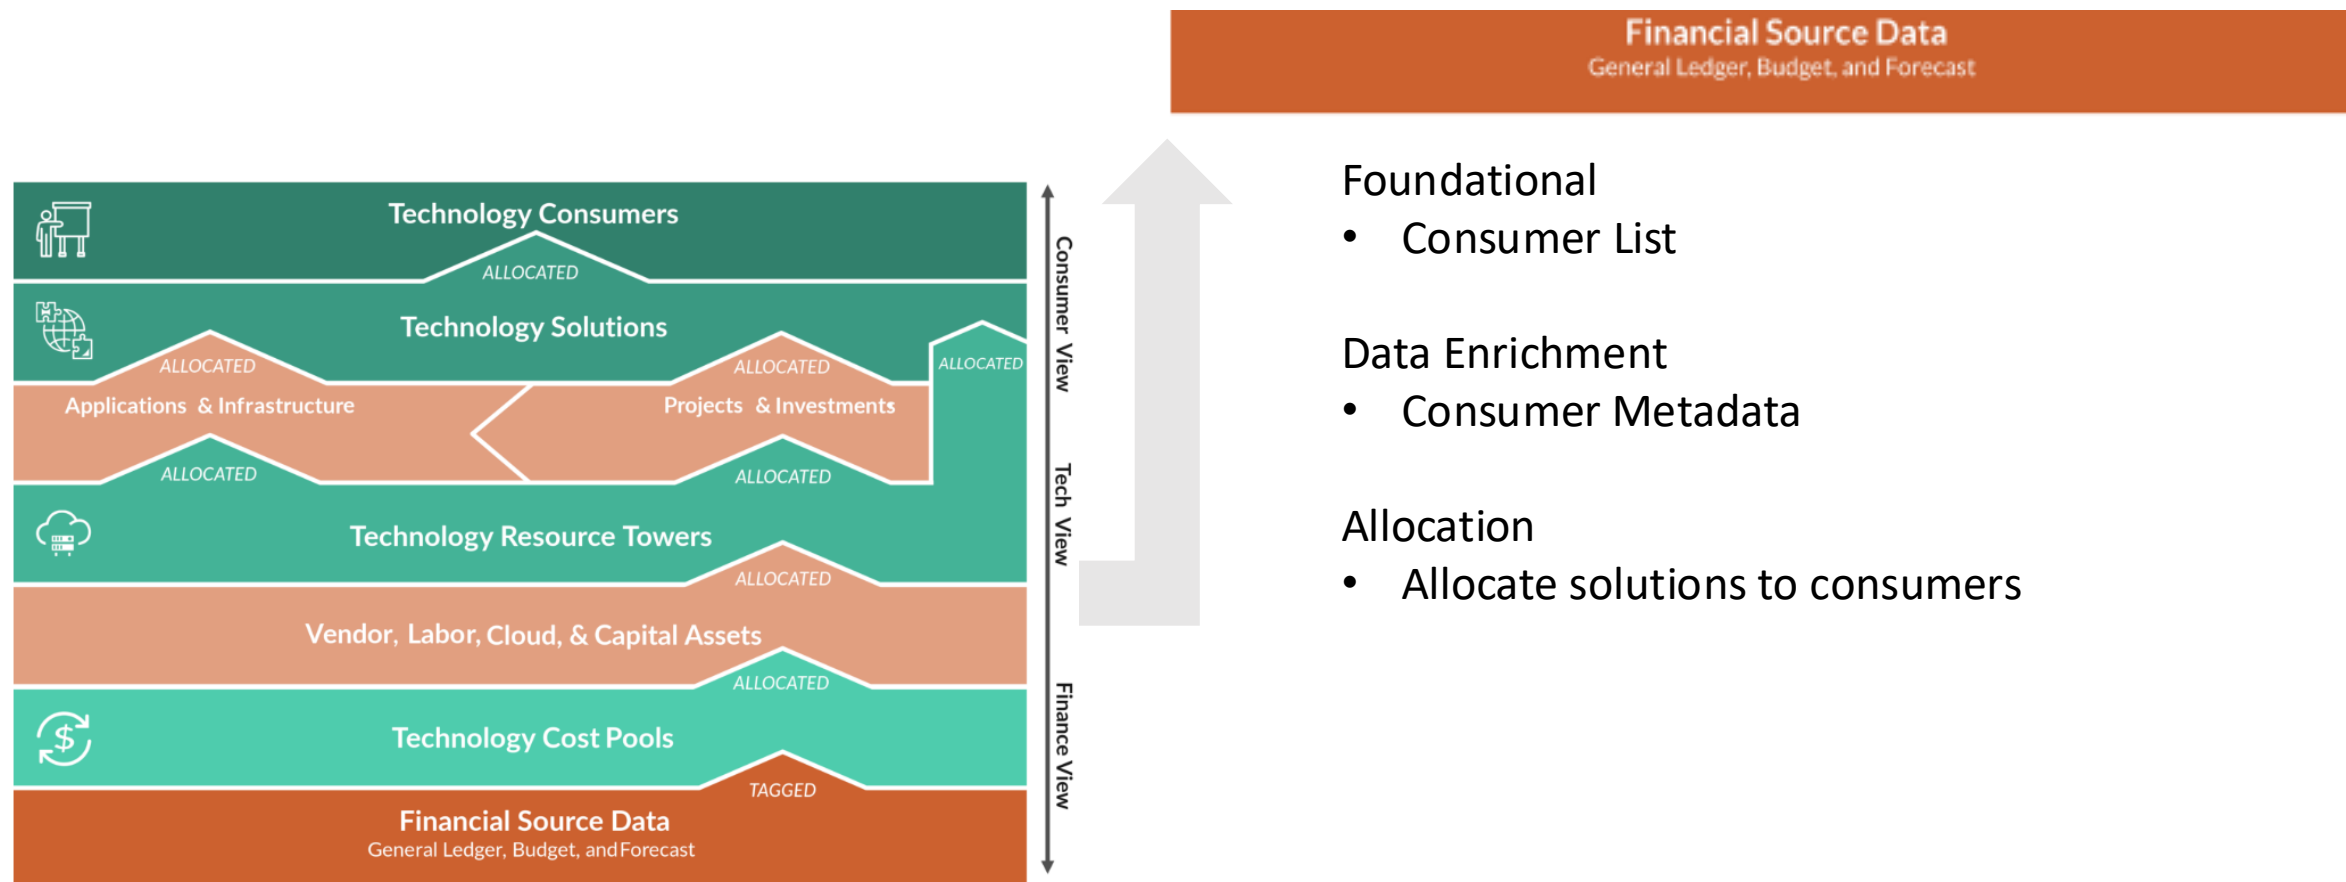 Financial Source Data
General Ledger, Budget, and Forecast
Technology Consumers
ALLOCATED
Technology Solutions
ALLOCATED
ALLOCATED
ALLOCATED
Applications & Infrastructure
Projects & Investments
ALLOCATED
ALLOCATED
Technology Resource Towers
ALLOCATED
Vendor, Labor, Cloud, & Capital Assets
ALLOCATED
Technology Cost Pools
TAGGED
Financial Source Data
General Ledger, Budget, and Forecast
Consumer View
Tech View
Finance View
Foundational
• Consumer List
Data Enrichment
• Consumer Metadata
Allocation
• Allocate solutions to consumers